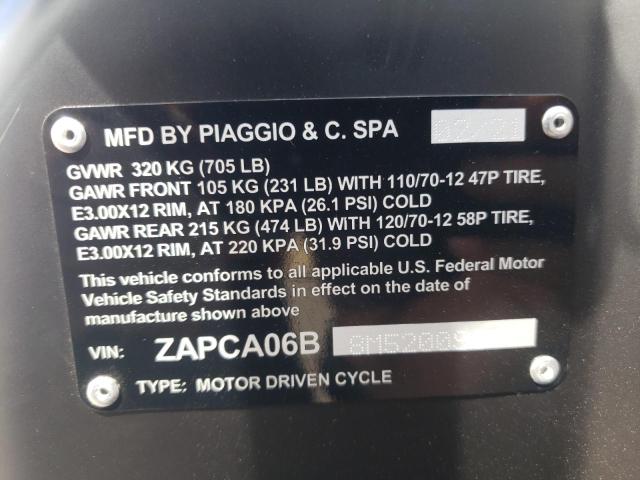 MFD BY PIAGGIO & C. SPA 02/21
GVWR 320 KG (705 LB)
GAWR FRONT 105 KG (231 LB) WITH 110/70-12 47P TIRE,
E3.00X12 RIM, AT 180 KPA (26.1 PSI) COLD
GAWR REAR 215 KG (474 LB) WITH 120/70-12 58P TIRE,
E3.00X12 RIM, AT 220 KPA (31.9 PSI) COLD
This vehicle conforms to all applicable U.S. Federal Motor
Vehicle Safety Standards in effect on the date of
manufacture shown above
VIN: ZAPCA06B
TYPE: MOTOR DRIVEN CYCLE